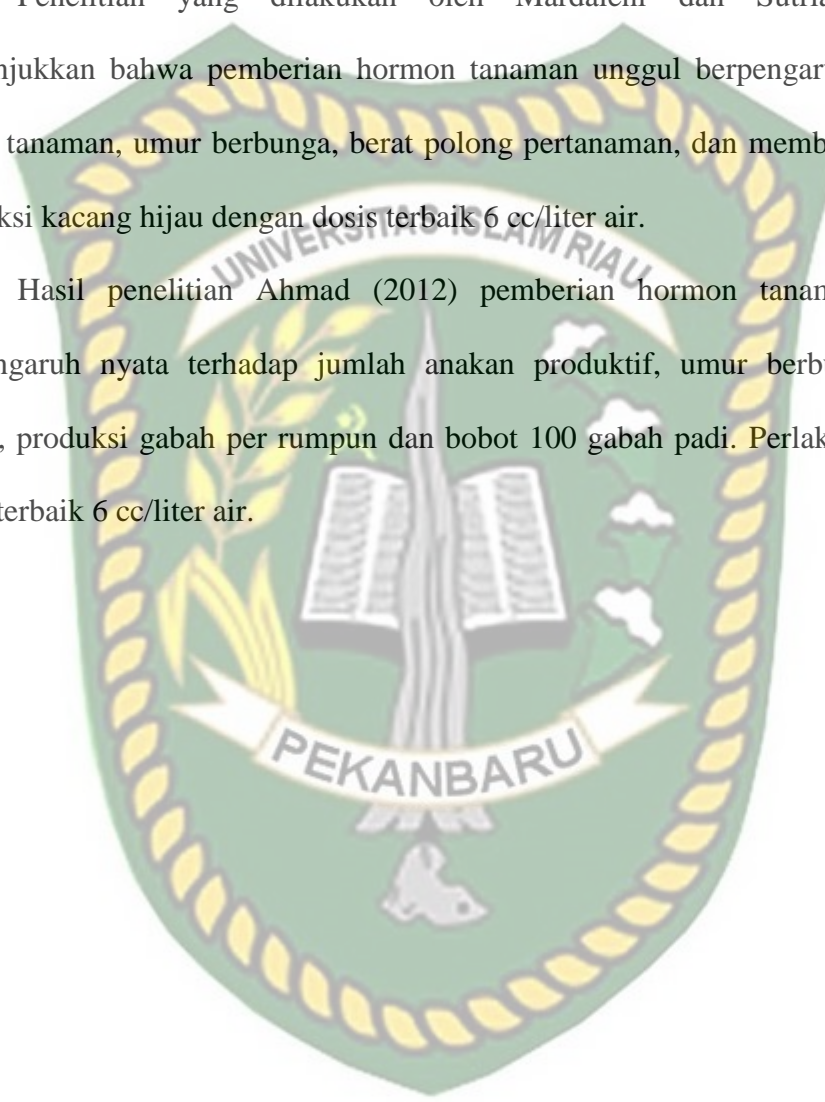 Penelitian yang dilakukan oleh Mardaleni dan Sutria
njukkan bahwa pemberian hormon tanaman unggul berpengaru
tanaman, umur berbunga, berat polong pertanaman, dan memb
ksi kacang hijau dengan dosis terbaik 6 cc/liter air.
UNIVERSITAS ISLAM RIAU
Hasil penelitian Ahmad (2012) pemberian hormon tanam
ngaruh nyata terhadap jumlah anakan produktif, umur berb
, produksi gabah per rumpun dan bobot 100 gabah padi. Perlak
terbaik 6 cc/liter air.
PEKANBARU